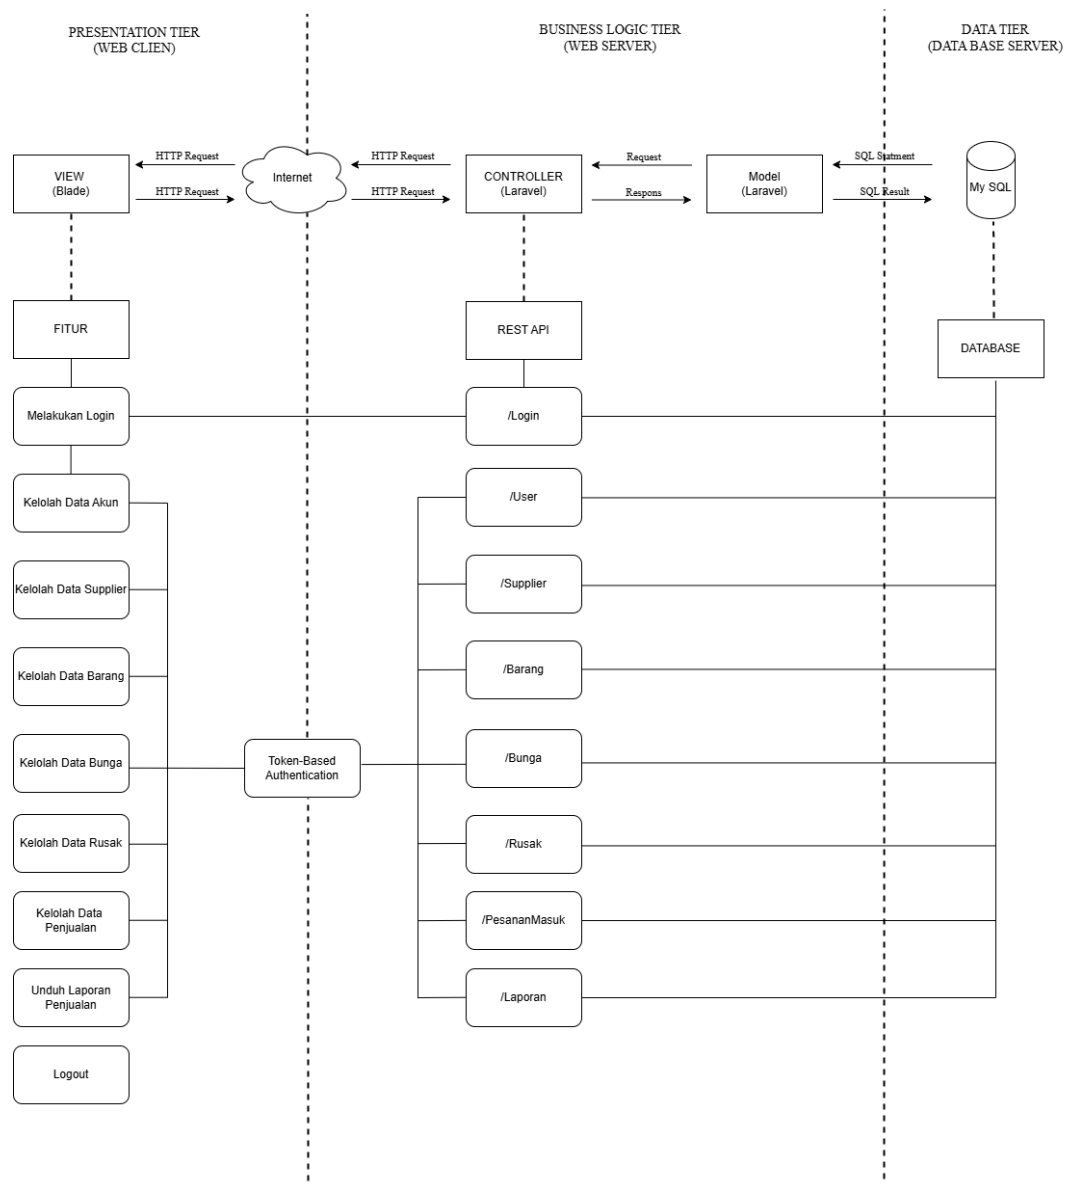 PRESENTATION TIER
(WEB CLIEN)
BUSINESS LOGIC TIER
(WEB SERVER)
DATA TIER
(DATA BASE SERVER)
VIEW
(Blade)
HTTP Request
HTTP Request
Internet
HTTP Request
HTTP Request
CONTROLLER
(Laravel)
Request
Respons
Model
(Laravel)
SQL Statment
SQL Result
My SQL
FITUR
REST API
DATABASE
Melakukan Login
/Login
Kelolah Data Akun
/User
Kelolah Data Supplier
/Supplier
Kelolah Data Barang
/Barang
Kelolah Data Bunga
Token-Based
Authentication
/Bunga
Kelolah Data Rusak
/Rusak
Kelolah Data
Penjualan
/PesananMasuk
Unduh Laporan
Penjualan
/Laporan
Logout